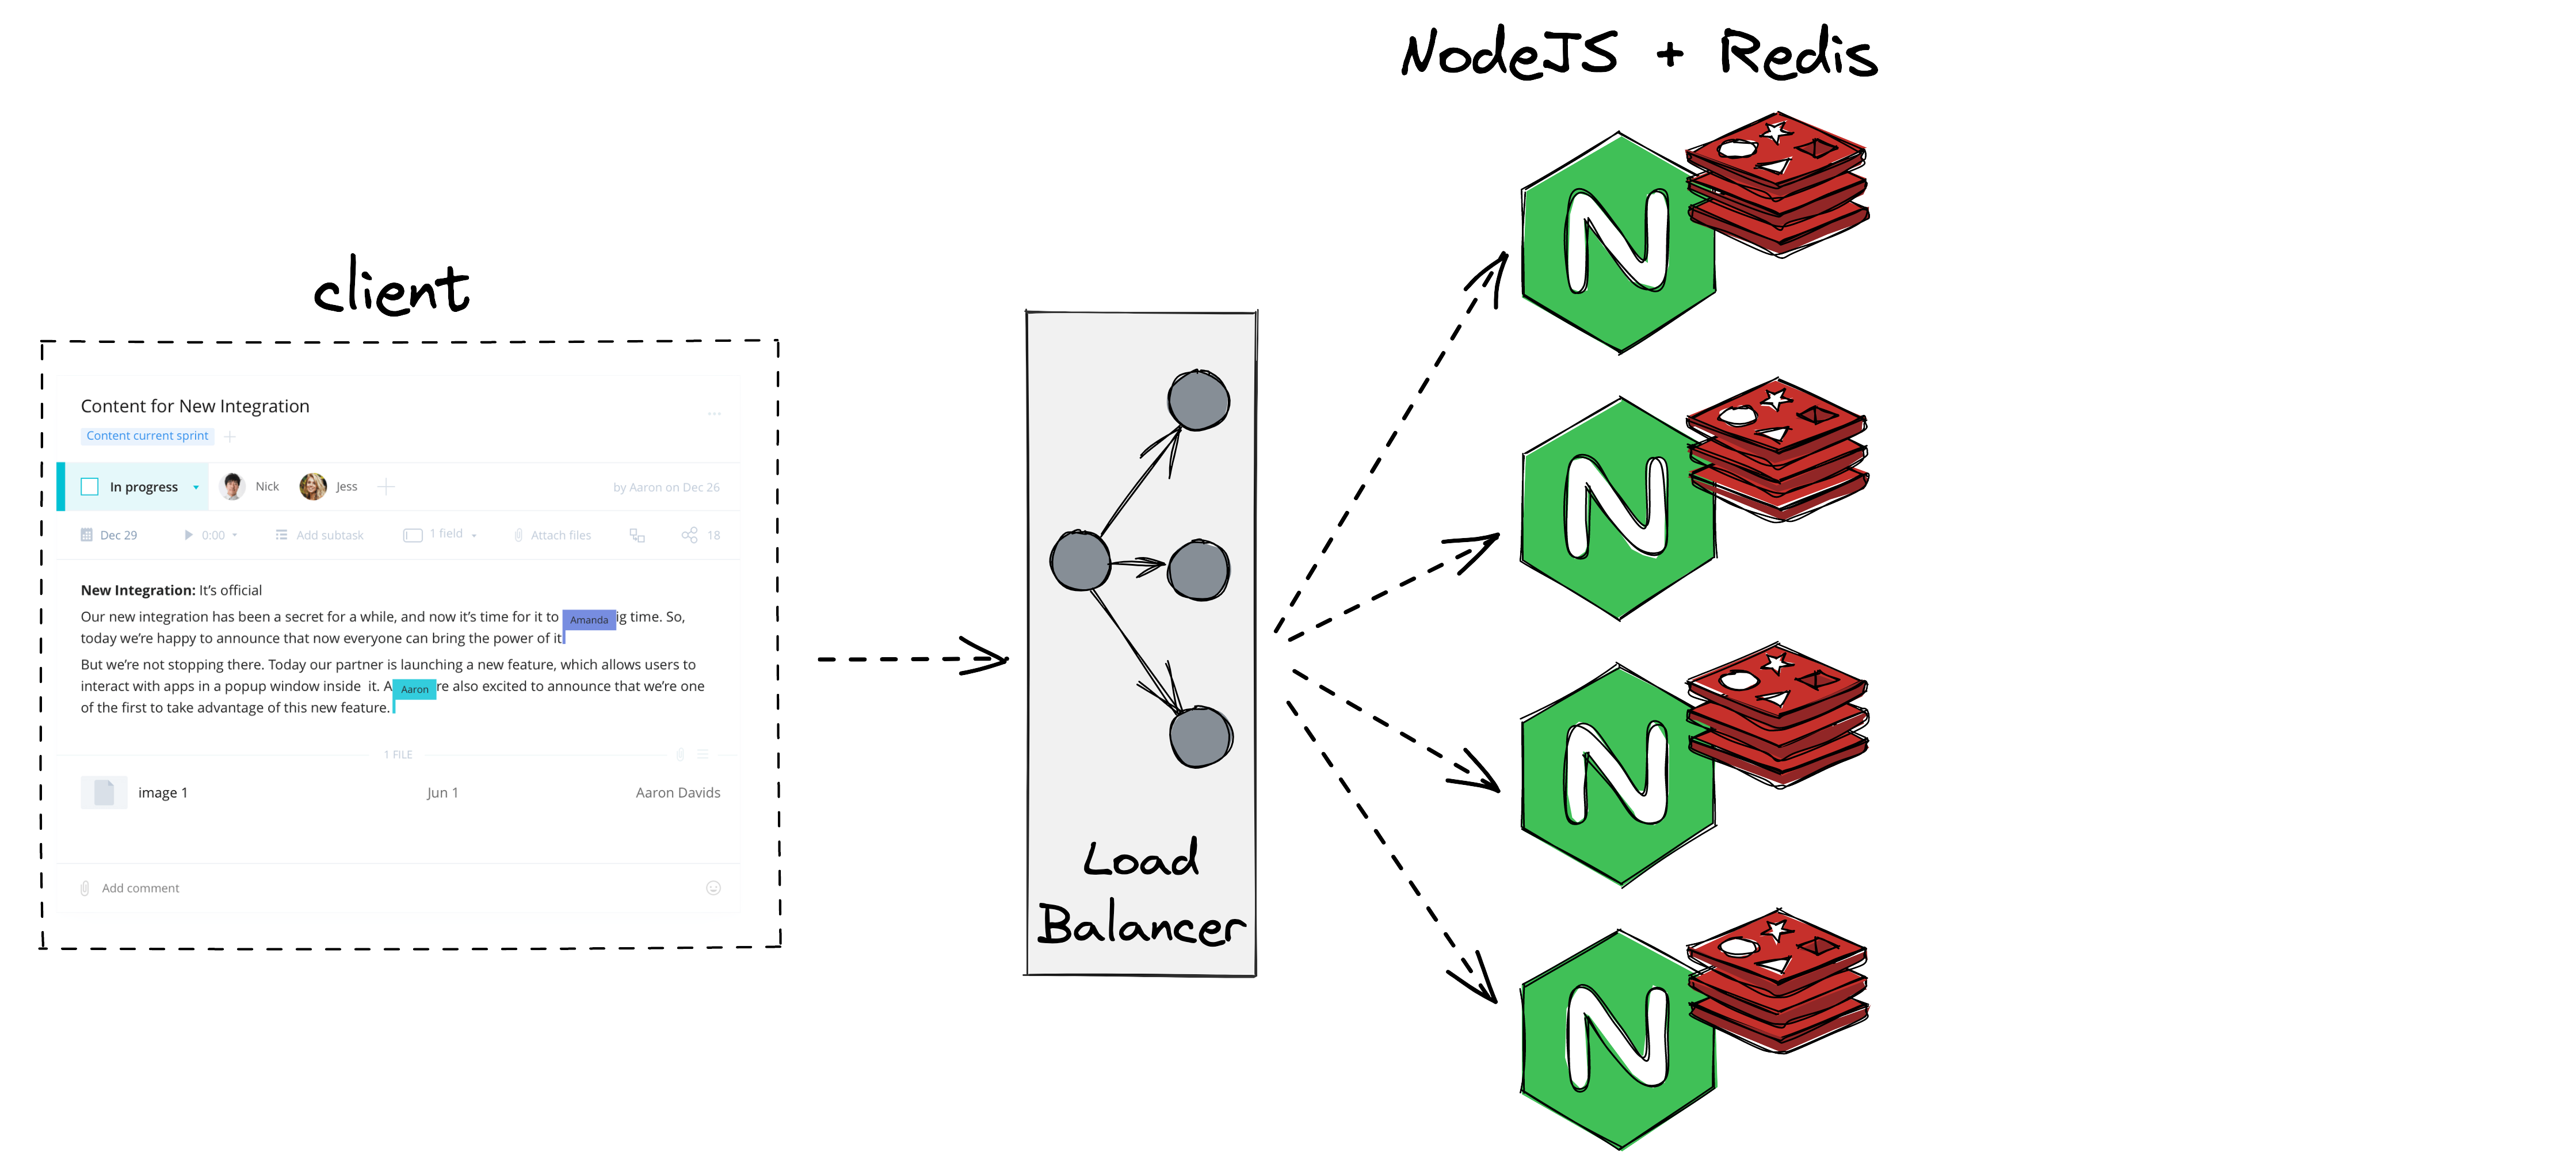 NodeJS + Redis
client
Content for New Integration
Content current sprint
In progress Nick Jess by Aaron on Dec 26
Dec 29 0:00 Add subtask 1 field Attach files 18
New Integration: It's official
Our new integration has been a secret for a while, and now it's time for it to Amanda ig time. So,
today we're happy to announce that now everyone can bring the power of it
But we're not stopping there. Today our partner is launching a new feature, which allows users to
interact with apps in a popup window inside it. A Aaron re also excited to announce that we're one
of the first to take advantage of this new feature.
1 FILE
image 1 Jun 1 Aaron Davids
Add comment
Load
Balancer
N
N
N
N